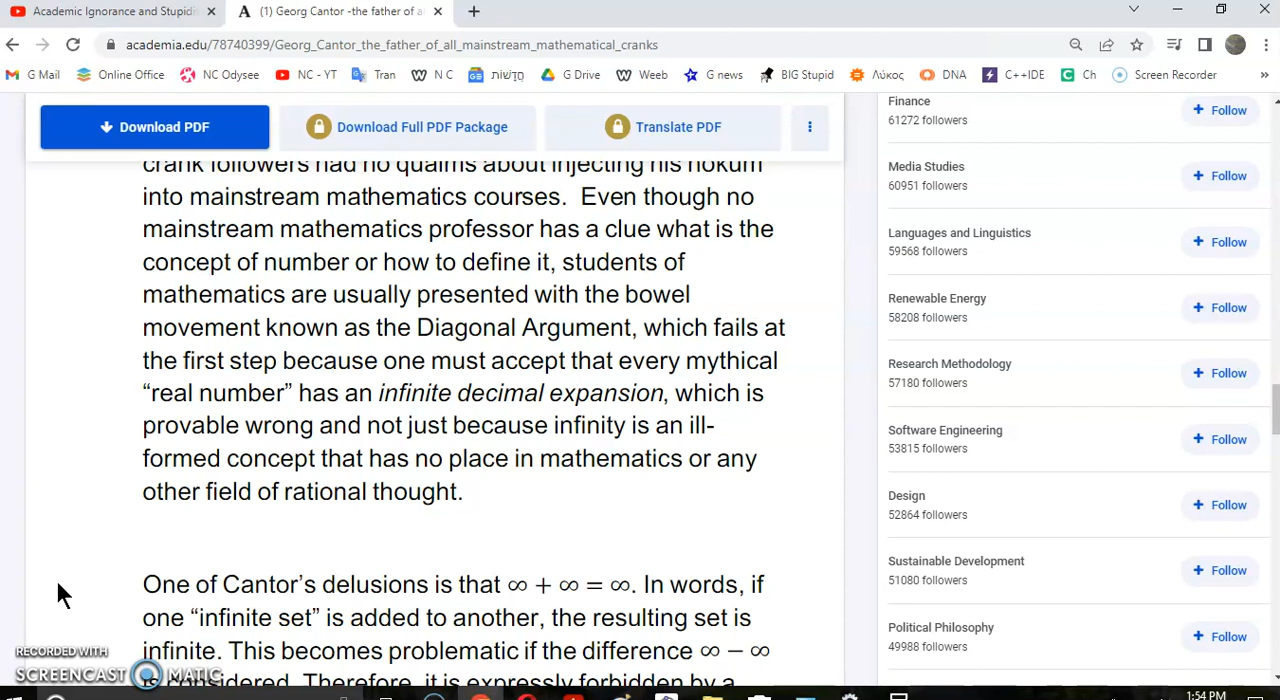 Academic Ignorance and Stupidi
(1) Georg Cantor -the father of a
academia.edu/78740399/Georg_Cantor_the_father_of_all_mainstream_mathematical_cranks
G Mail Online Office NC Odysee NC - YT Tran N C חֲדָשׁוֹת G Drive Weeb G news BIG Stupid Λύκος DNA C++IDE Ch Screen Recorder »
Download PDF
Download Full PDF Package
Translate PDF
crank followers had no qualms about injecting his hokum
into mainstream mathematics courses. Even though no
mainstream mathematics professor has a clue what is the
concept of number or how to define it, students of
mathematics are usually presented with the bowel
movement known as the Diagonal Argument, which fails at
the first step because one must accept that every mythical
“real number” has an infinite decimal expansion, which is
provable wrong and not just because infinity is an ill-
formed concept that has no place in mathematics or any
other field of rational thought.
One of Cantor’s delusions is that ∞ + ∞ = ∞. In words, if
one “infinite set” is added to another, the resulting set is
infinite. This becomes problematic if the difference ∞ − ∞
is considered. Therefore, it is expressly forbidden by a
Finance
61272 followers
+ Follow
Media Studies
60951 followers
+ Follow
Languages and Linguistics
59568 followers
+ Follow
Renewable Energy
58208 followers
+ Follow
Research Methodology
57180 followers
+ Follow
Software Engineering
53815 followers
+ Follow
Design
52864 followers
+ Follow
Sustainable Development
51080 followers
+ Follow
Political Philosophy
49988 followers
+ Follow
RECORDED WITH
SCREENCAST MATIC
1:54 PM